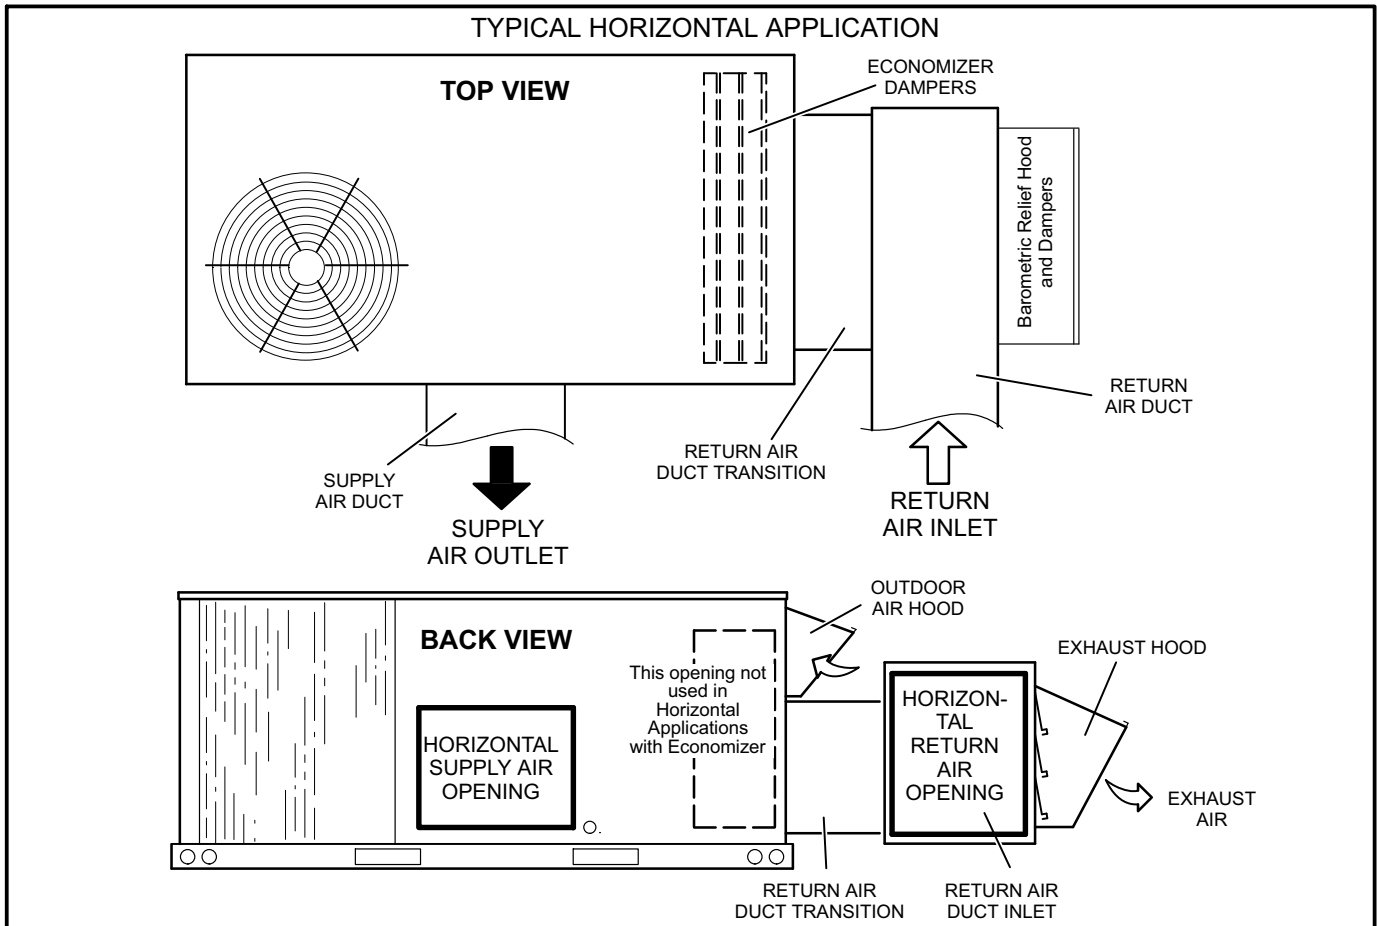 TYPICAL HORIZONTAL APPLICATION
TOP VIEW
ECONOMIZER
DAMPERS
Barometric Relief Hood
and Dampers
RETURN
AIR DUCT
RETURN AIR
DUCT TRANSITION
SUPPLY
AIR DUCT
SUPPLY
AIR OUTLET
RETURN
AIR INLET
BACK VIEW
OUTDOOR
AIR HOOD
EXHAUST HOOD
This opening not
used in
Horizontal
Applications
with Economizer
HORIZONTAL
SUPPLY AIR
OPENING
HORIZON-
TAL
RETURN
AIR
OPENING
EXHAUST
AIR
RETURN AIR
DUCT TRANSITION
RETURN AIR
DUCT INLET